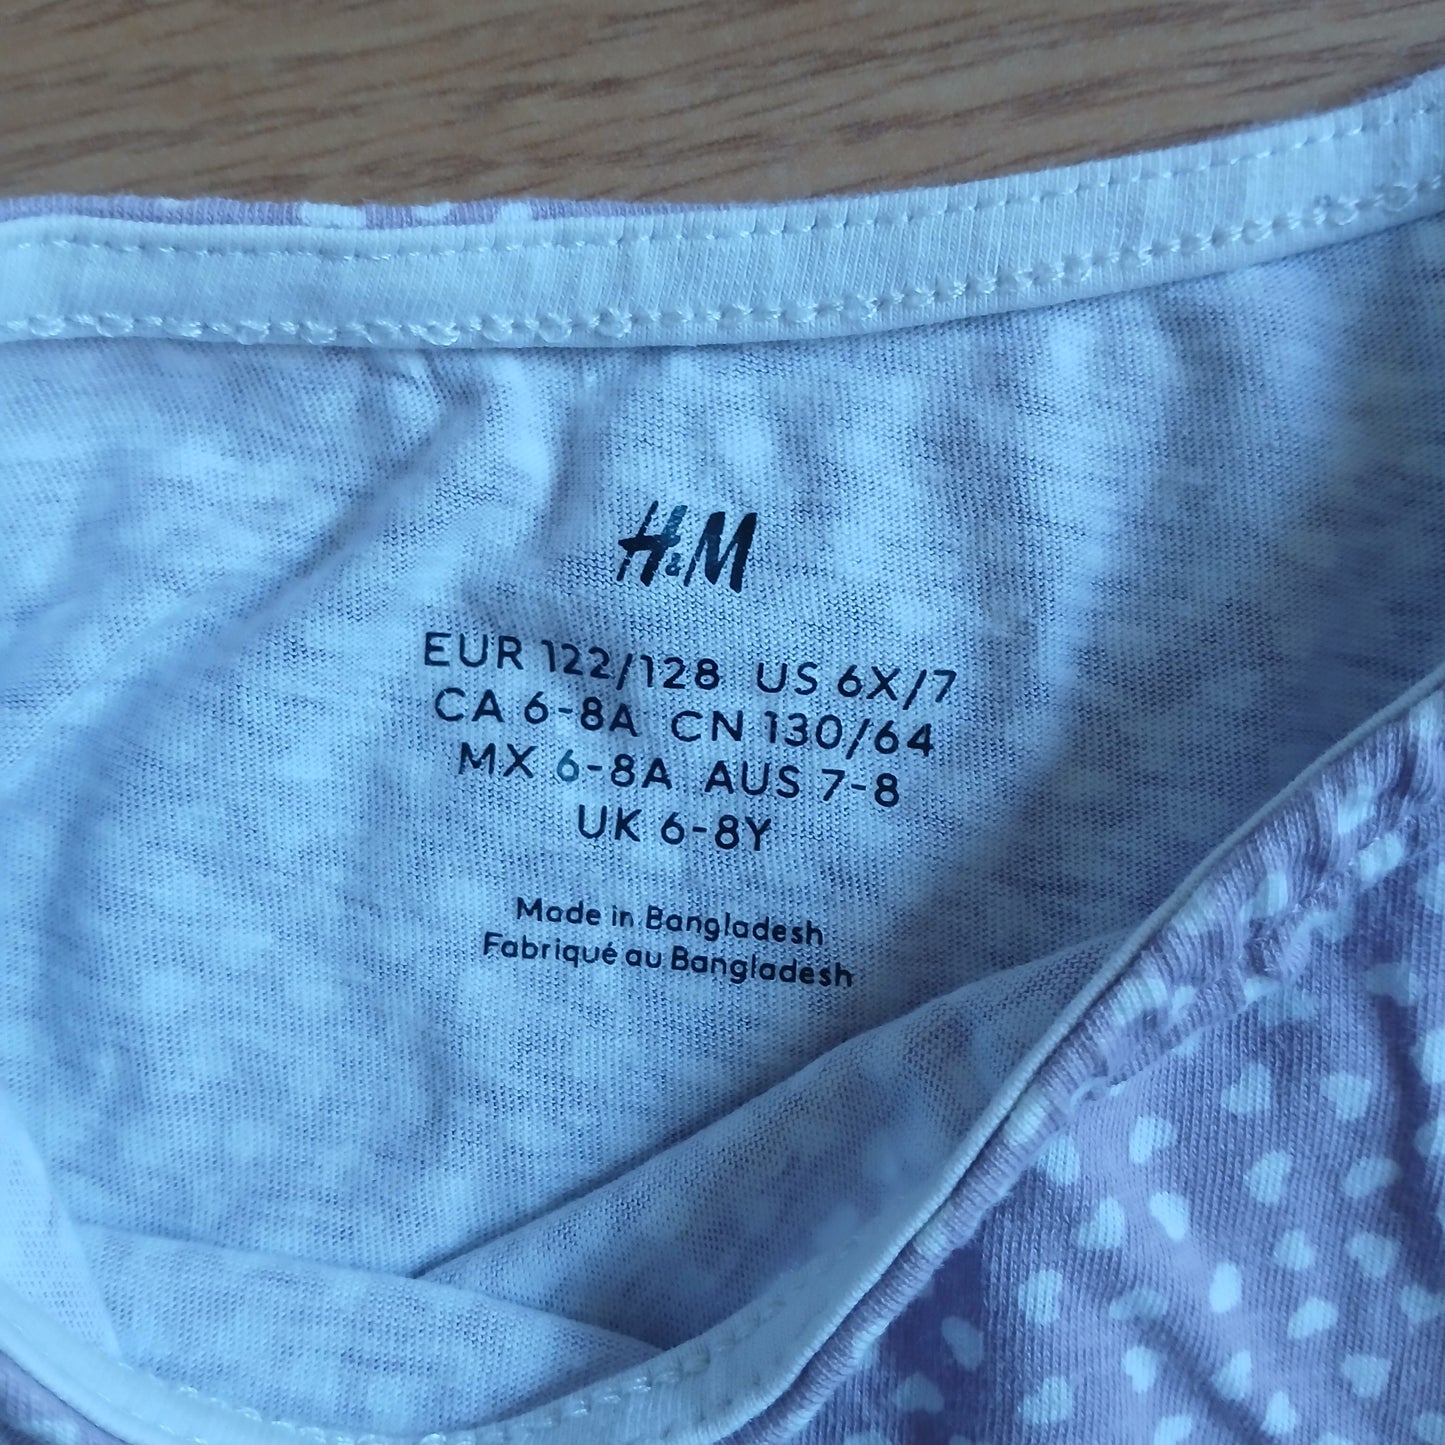 H&M
EUR 122/128 US 6X/7
CA 6-8A CN 130/64
MX 6-8A AUS 7-8
UK 6-8Y
Made in Bangladesh
Fabriqué au Bangladesh